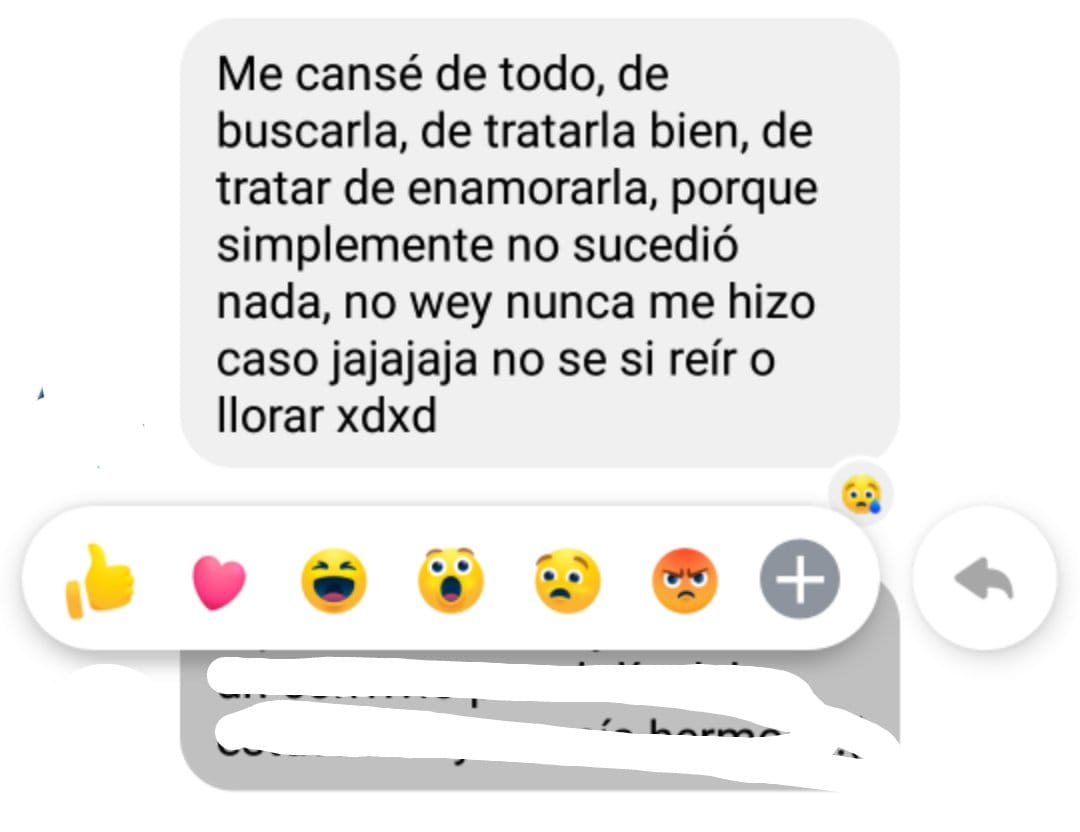 Me cansé de todo, de
buscarla, de tratarla bien, de
tratar de enamorarla, porque
simplemente no sucedió
nada, no wey nunca me hizo
caso jajajaja no se si reír o
llorar xdxd